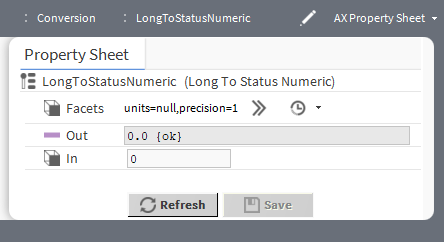 : Conversion : LongToStatusNumeric AX Property Sheet
Property Sheet
LongToStatusNumeric (Long To Status Numeric)
Facets units=null,precision=1
Out 0.0 {ok}
In 0
Refresh Save